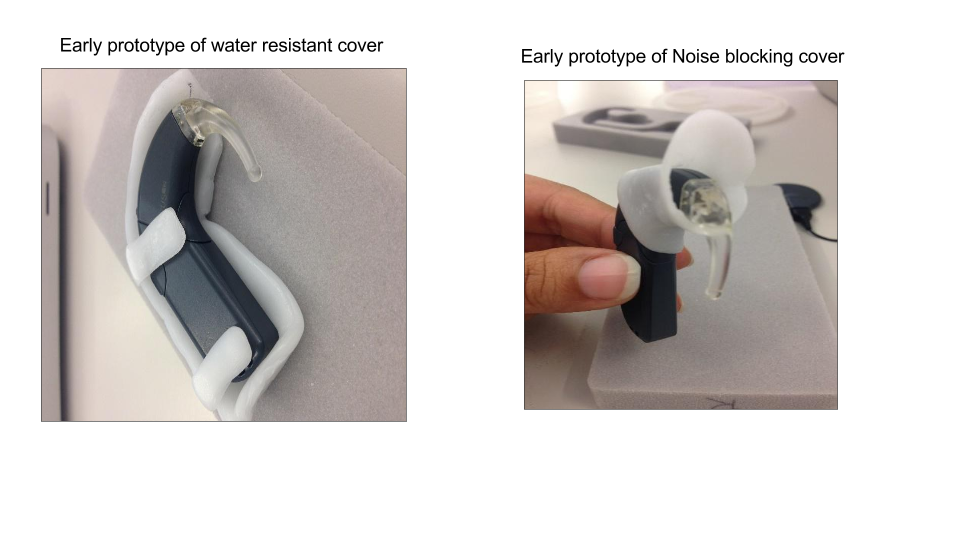 Early prototype of water resistant cover
Early prototype of Noise blocking cover